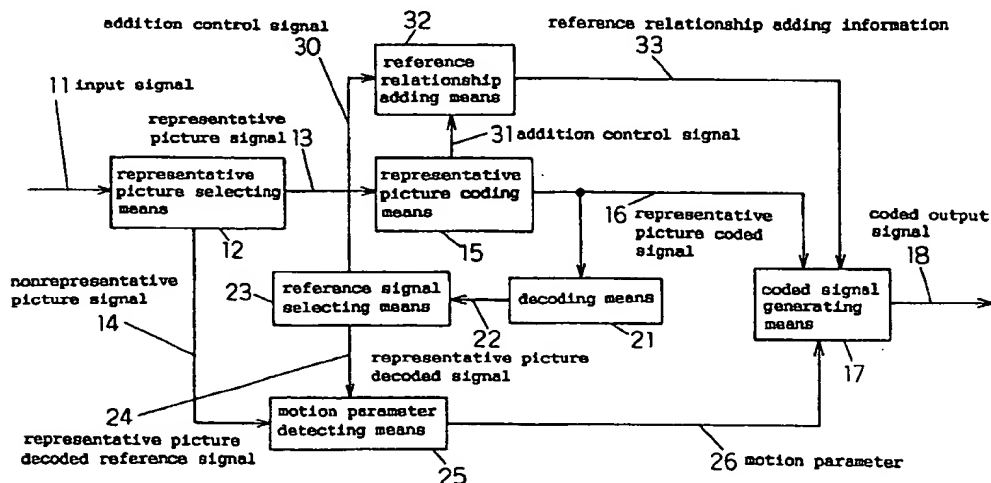 addition control signal
30
32
reference relationship adding information
33
reference
relationship
adding means
11 input signal
representative
picture signal
13
31 addition control signal
representative
picture selecting
means
12
representative
picture coding
means
15
16
representative
picture coded
signal
coded output
signal
18
nonrepresentative
picture signal
14
23
reference signal
selecting means
22
decoding means
21
coded signal
generating
means
17
representative picture
decoded signal
24
representative picture
decoded reference signal
motion parameter
detecting means
25
26 motion parameter